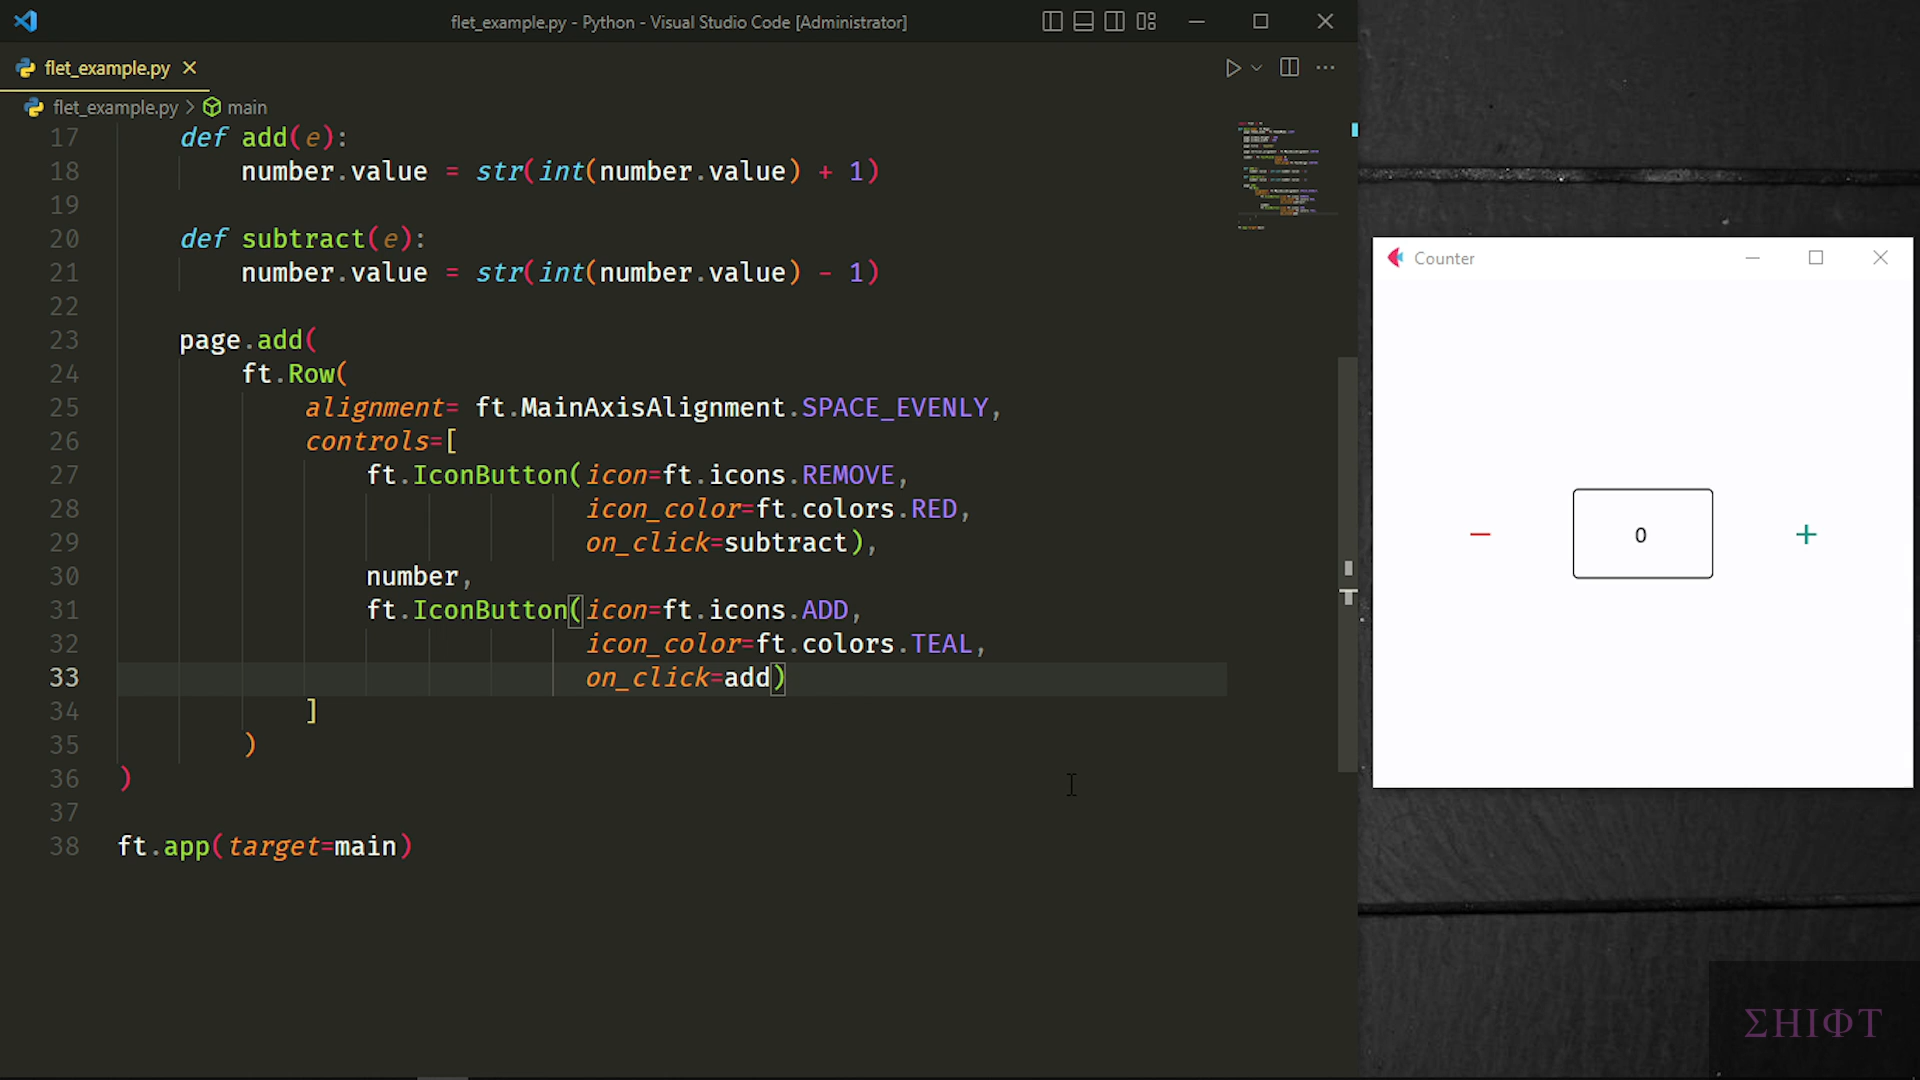 flet_example.py - Python - Visual Studio Code [Administrator]
flet_example.py
flet_example.py > main
17 def add(e):
18 number.value = str(int(number.value) + 1)
19
20 def subtract(e):
21 number.value = str(int(number.value) - 1)
22
23 page.add(
24 ft.Row(
25 alignment= ft.MainAxisAlignment.SPACE_EVENLY,
26 controls=[
27 ft.IconButton(icon=ft.icons.REMOVE,
28 icon_color=ft.colors.RED,
29 on_click=subtract),
30 number,
31 ft.IconButton(icon=ft.icons.ADD,
32 icon_color=ft.colors.TEAL,
33 on_click=add)
34 ]
35 )
36 )
37
38 ft.app(target=main)
Counter
0
ΣHIΦT